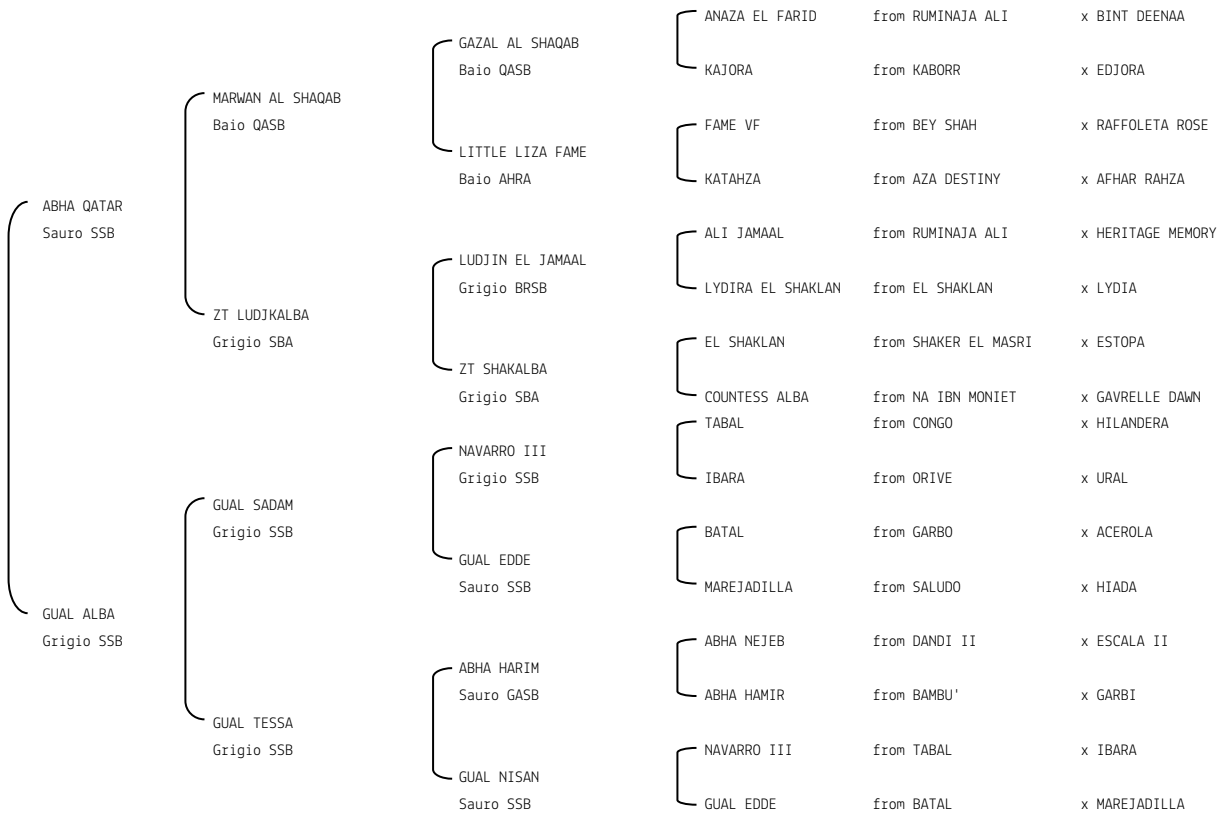 ANAZA EL FARID from RUMINAJA ALI x BINT DEENAA
GAZAL AL SHAQAB
Baio QASB
KAJORA from KABORR x EDJORA
MARWAN AL SHAQAB
Baio QASB
FAME VF from BEY SHAH x RAFFOLETA ROSE
LITTLE LIZA FAME
Baio AHRA
KATAHZA from AZA DESTINY x AFHAR RAHZA
ABHA QATAR
Sauro SSB
ALI JAMAAL from RUMINAJA ALI x HERITAGE MEMORY
LUDJIN EL JAMAAL
Grigio BRSB
LYDIRA EL SHAKLAN from EL SHAKLAN x LYDIA
ZT LUDJKALBA
Grigio SBA
EL SHAKLAN from SHAKER EL MASRI x ESTOPA
ZT SHAKALBA
Grigio SBA
COUNTESS ALBA from NA IBN MONIET x GAVRELLE DAWN
TABAL from CONGO x HILANDERA
NAVARRO III
Grigio SSB
IBARA from ORIVE x URAL
GUAL SADAM
Grigio SSB
BATAL from GARBO x ACEROLA
GUAL EDDE
Sauro SSB
MAREJADILLA from SALUDO x HIADA
GUAL ALBA
Grigio SSB
ABHA NEJEB from DANDI II x ESCALA II
ABHA HARIM
Sauro GASB
ABHA HAMIR from BAMBU' x GARBI
GUAL TESSA
Grigio SSB
NAVARRO III from TABAL x IBARA
GUAL NISAN
Sauro SSB
GUAL EDDE from BATAL x MAREJADILLA